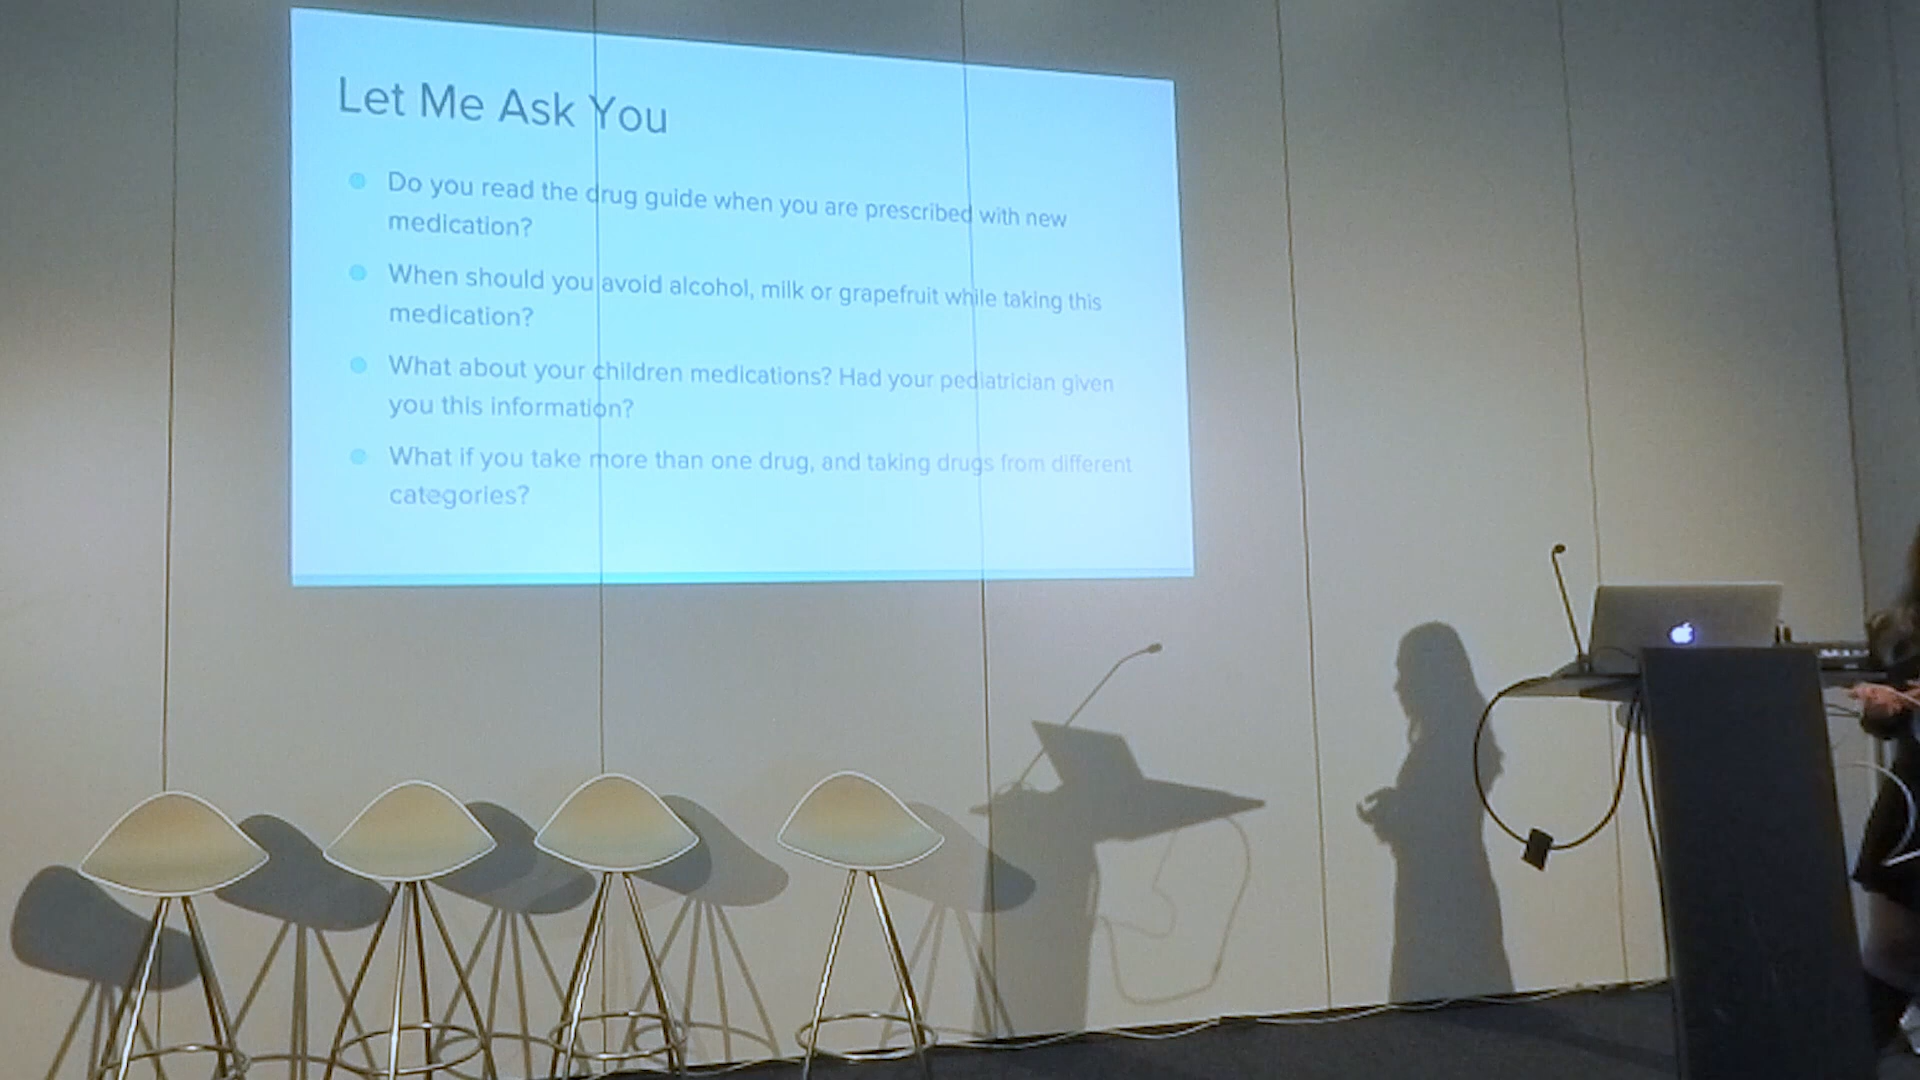 Let Me Ask You
Do you read the drug guide when you are prescribed with new
medication?
When should you avoid alcohol, milk or grapefruit while taking this
medication?
What about your children medications? Had your pediatrician given
you this information?
What if you take more than one drug, and taking drugs from different
categories?